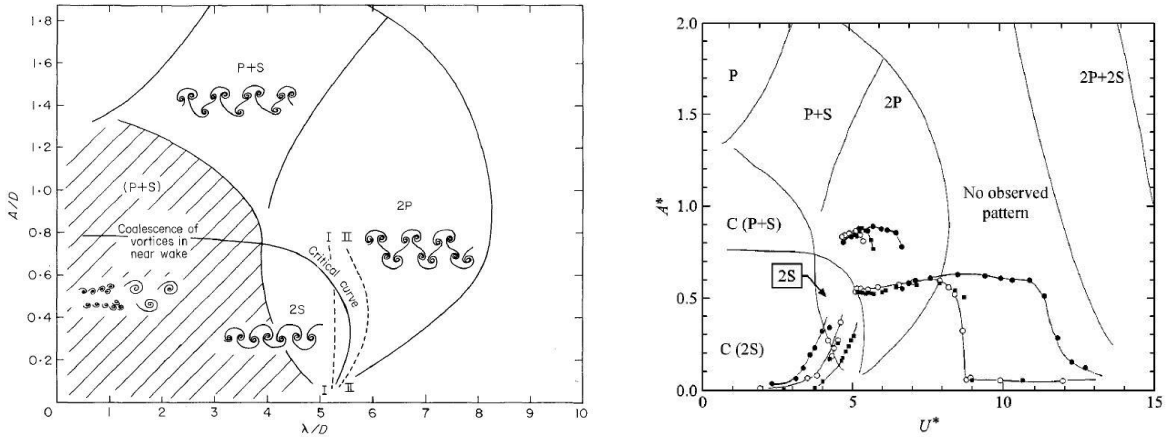 1·8
1·6
1·4
1·2
1·0
0·8
0·6
0·4
0·2
0
A/D
P+S
(P+S)
Coalescence of
vortices in
near wake
2P
I II
Critical
curve
2S
I II
0 1 2 3 4 5 6 7 8 9 10
λ/D
2.0
1.5
1.0
0.5
0.0
A*
P
P+S
2P
2P+2S
No observed
pattern
C (P+S)
2S
C (2S)
0 5 10 15
U*